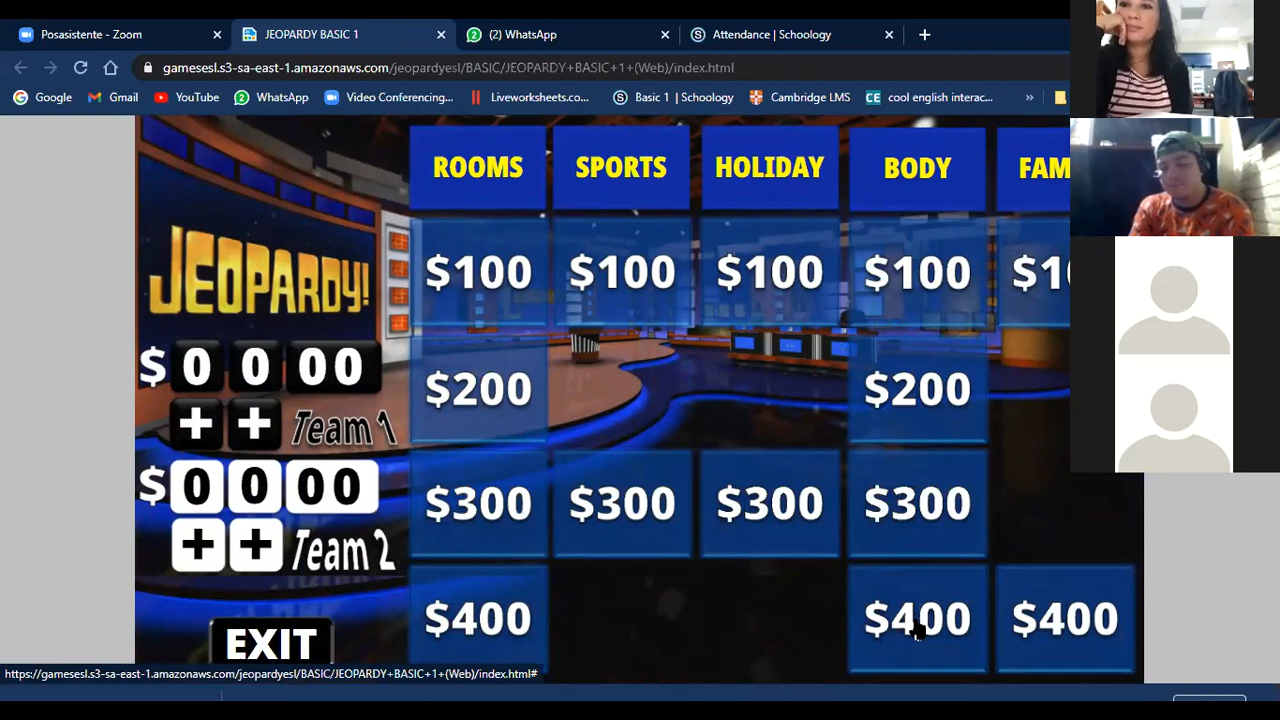 Posasistente - Zoom
JEOPARDY BASIC 1
(2) WhatsApp
Attendance | Schoology
gamesesl.s3-sa-east-1.amazonaws.com/jeopardyesl/BASIC/JEOPARDY+BASIC+1+(Web)/index.html
Google Gmail YouTube WhatsApp Video Conferencing... Liveworksheets.co... Basic 1 | Schoology Cambridge LMS cool english interac... »
ROOMS SPORTS HOLIDAY BODY FAM
JEOPARDY!
$100 $100 $100 $100 $10
$ 0 0 00
+ + Team 1
$200 $200
$ 0 0 00
+ + Team 2
$300 $300 $300 $300
$400 $400 $400
EXIT
https://gamesesl.s3-sa-east-1.amazonaws.com/jeopardyesl/BASIC/JEOPARDY+BASIC+1+(Web)/index.html#